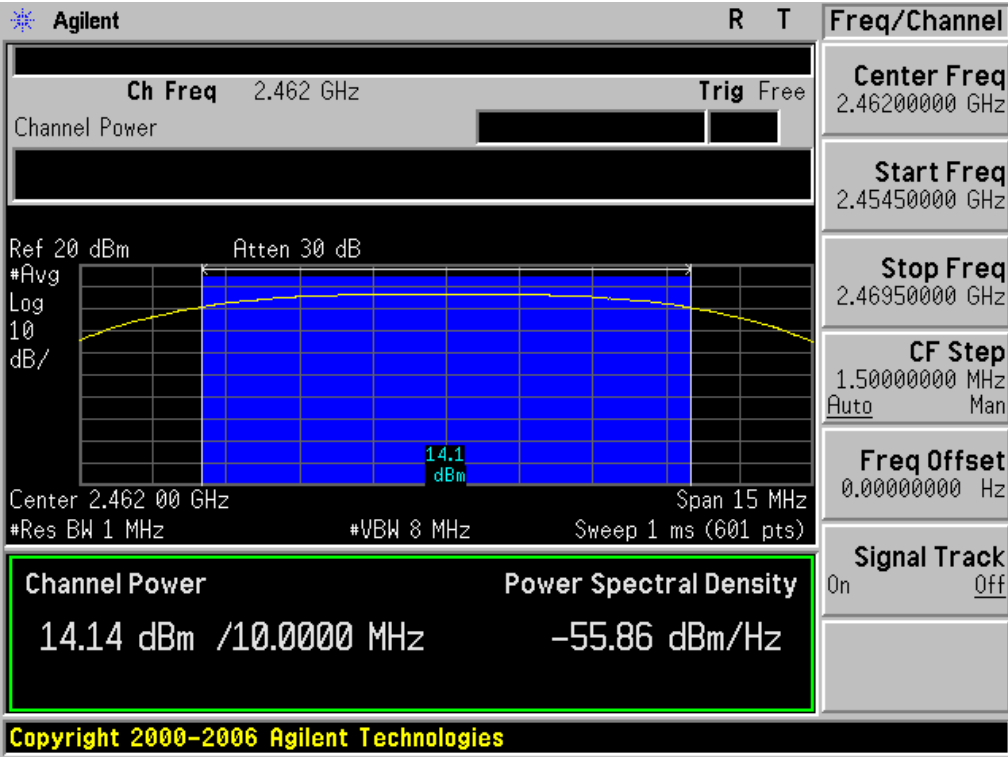 Agilent R T
Freq/Channel
Ch Freq 2.462 GHz Trig Free
Channel Power
Center Freq
2.46200000 GHz
Start Freq
2.45450000 GHz
Stop Freq
2.46950000 GHz
CF Step
1.50000000 MHz
Auto Man
Freq Offset
0.00000000 Hz
Signal Track
On Off
Ref 20 dBm Atten 30 dB
#Avg
Log
10
dB/
14.1
dBm
Center 2.462 00 GHz Span 15 MHz
#Res BW 1 MHz #VBW 8 MHz Sweep 1 ms (601 pts)
Channel Power Power Spectral Density
14.14 dBm /10.0000 MHz -55.86 dBm/Hz
Copyright 2000-2006 Agilent Technologies